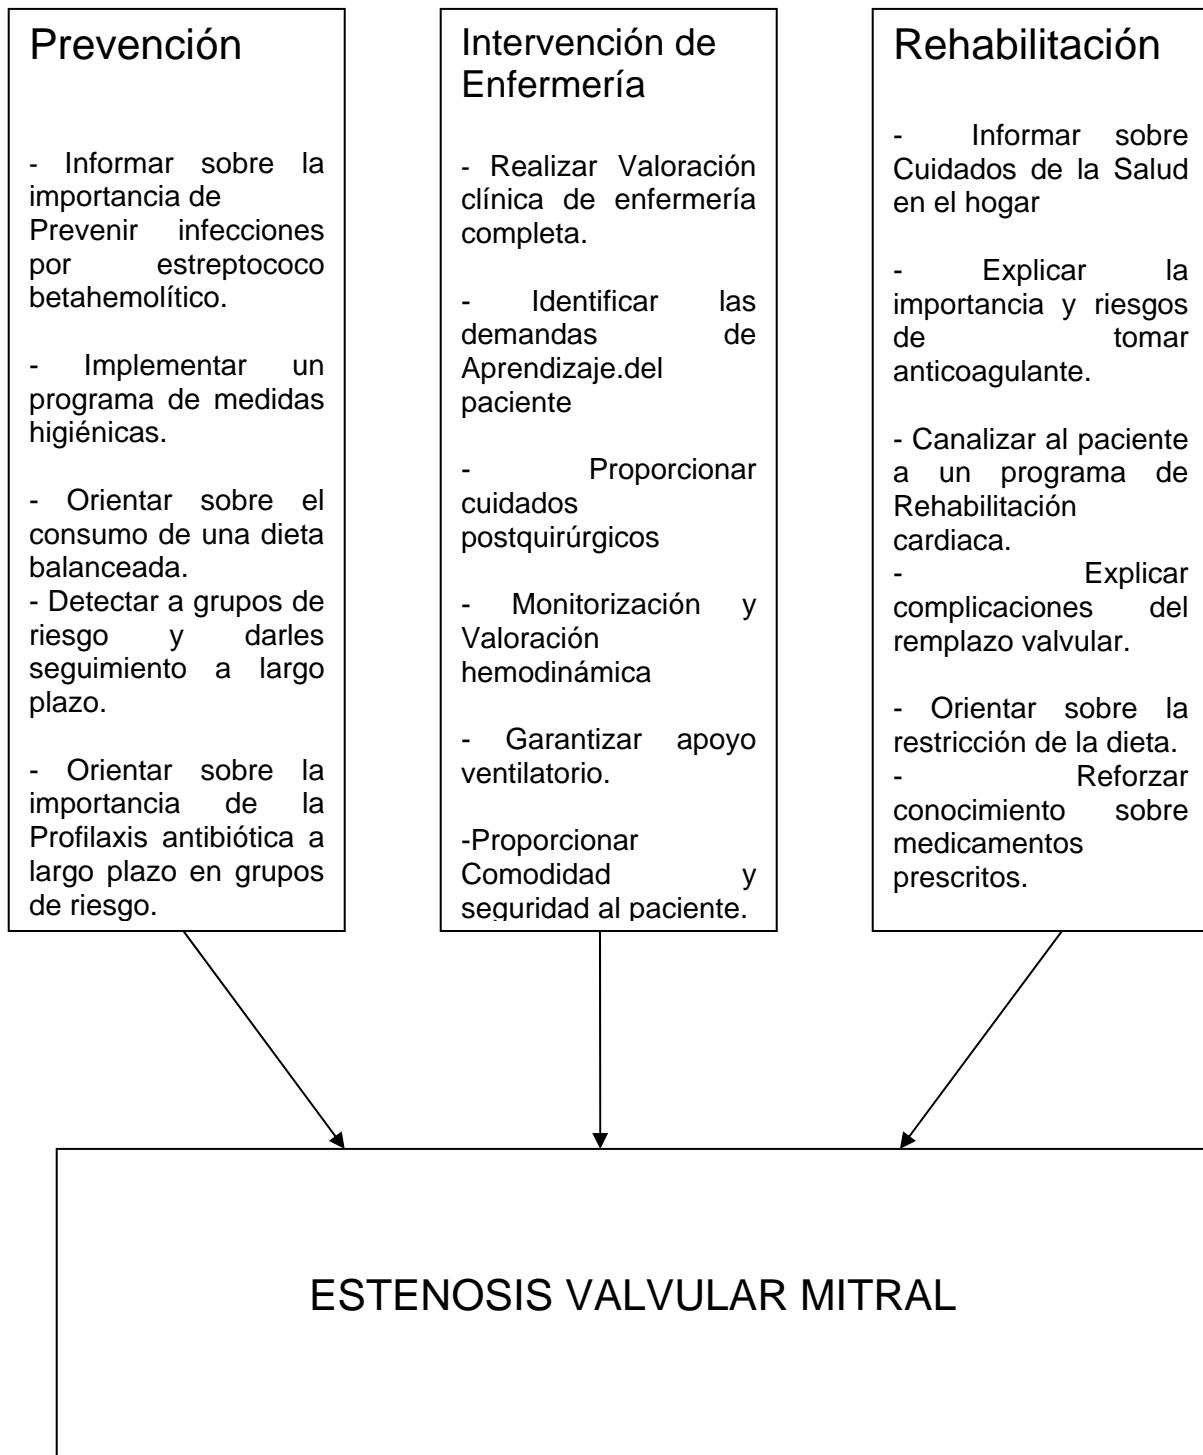 Prevención
- Informar sobre la
importancia de
Prevenir infecciones
por estreptococo
betahemolítico.
- Implementar un
programa de medidas
higiénicas.
- Orientar sobre el
consumo de una dieta
balanceada.
- Detectar a grupos de
riesgo y darles
seguimiento a largo
plazo.
- Orientar sobre la
importancia de la
Profilaxis antibiótica a
largo plazo en grupos
de riesgo.
Intervención de
Enfermería
- Realizar Valoración
clínica de enfermería
completa.
- Identificar las
demandas de
Aprendizaje.del
paciente
- Proporcionar
cuidados
postquirúrgicos
- Monitorización y
Valoración
hemodinámica
- Garantizar apoyo
ventilatorio.
-Proporcionar
Comodidad y
seguridad al paciente.
Rehabilitación
- Informar sobre
Cuidados de la Salud
en el hogar
- Explicar la
importancia y riesgos
de tomar
anticoagulante.
- Canalizar al paciente
a un programa de
Rehabilitación
cardiaca.
- Explicar
complicaciones del
remplazo valvular.
- Orientar sobre la
restricción de la dieta.
- Reforzar
conocimiento sobre
medicamentos
prescritos.
ESTENOSIS VALVULAR MITRAL